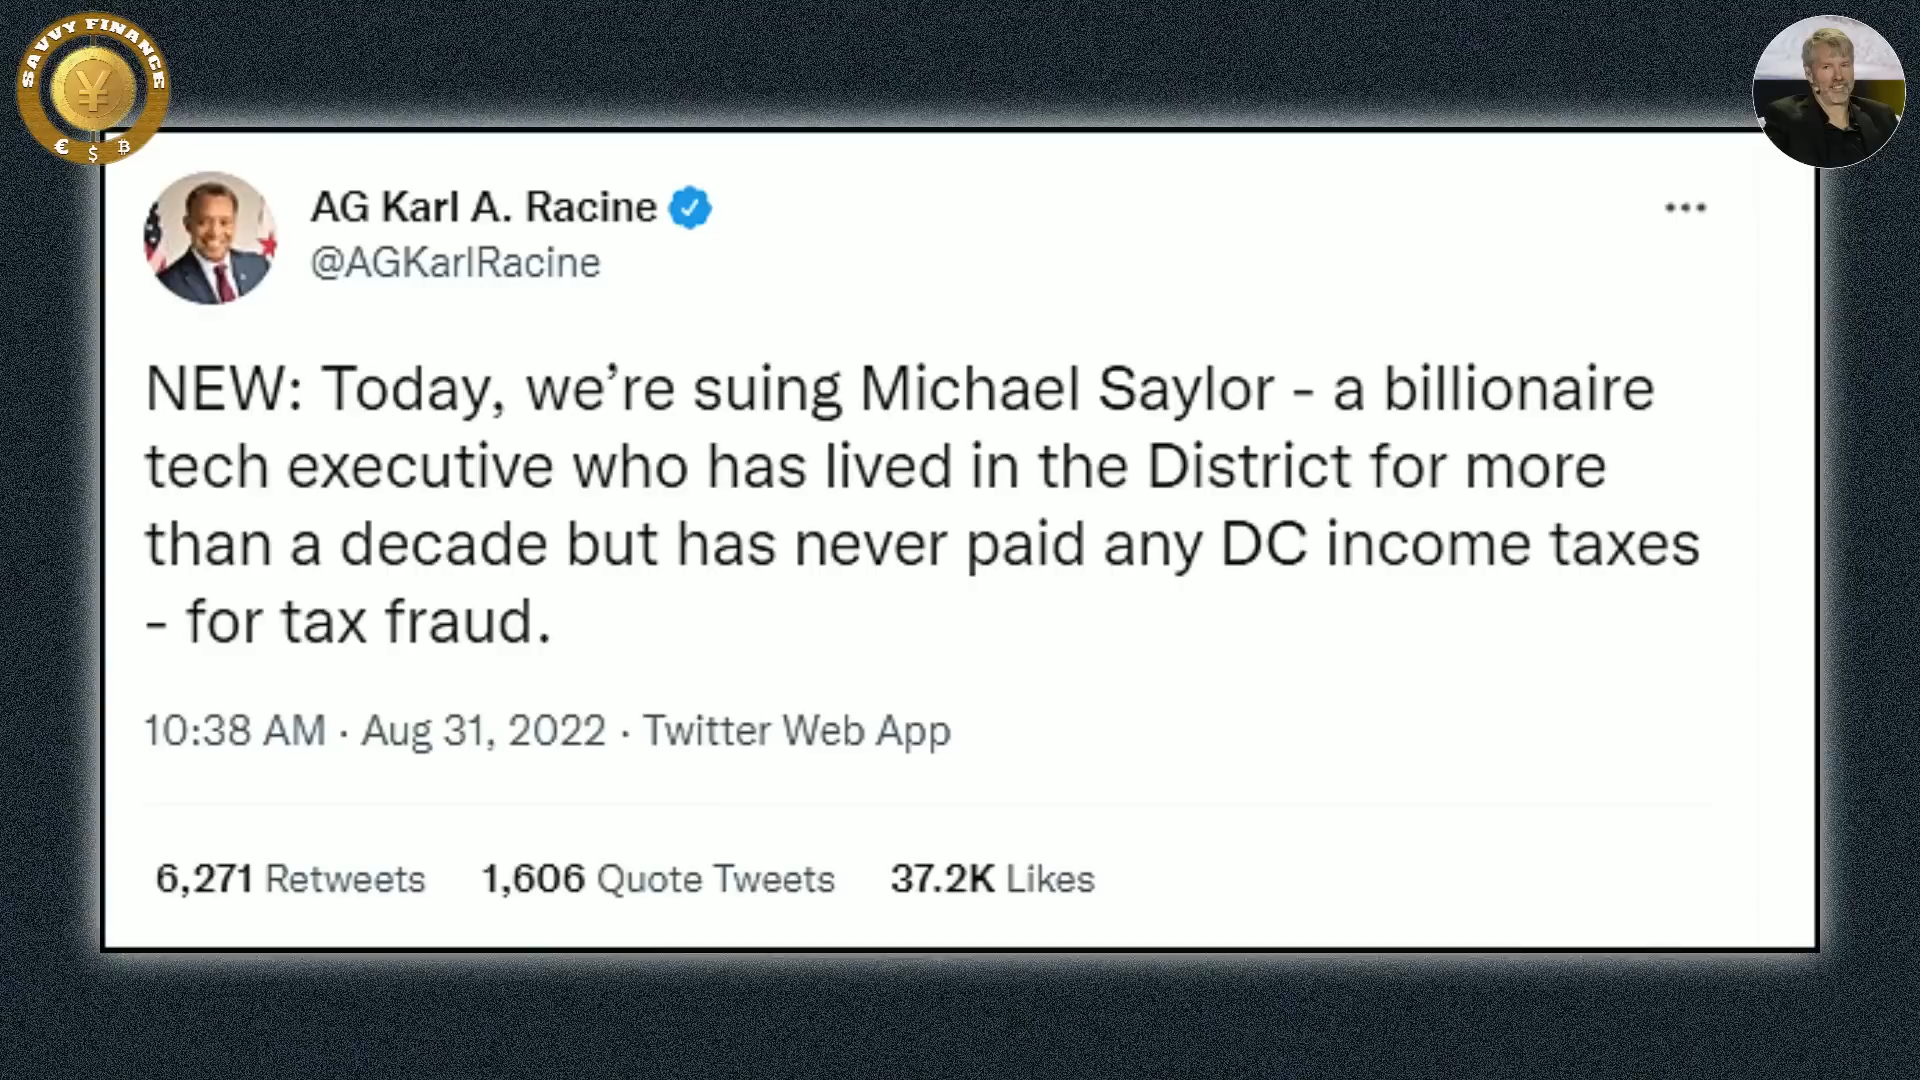 SAVVY FINANCE
¥
€ $ ₿
AG Karl A. Racine
@AGKarlRacine
NEW: Today, we’re suing Michael Saylor - a billionaire
tech executive who has lived in the District for more
than a decade but has never paid any DC income taxes
- for tax fraud.
10:38 AM · Aug 31, 2022 · Twitter Web App
6,271 Retweets 1,606 Quote Tweets 37.2K Likes